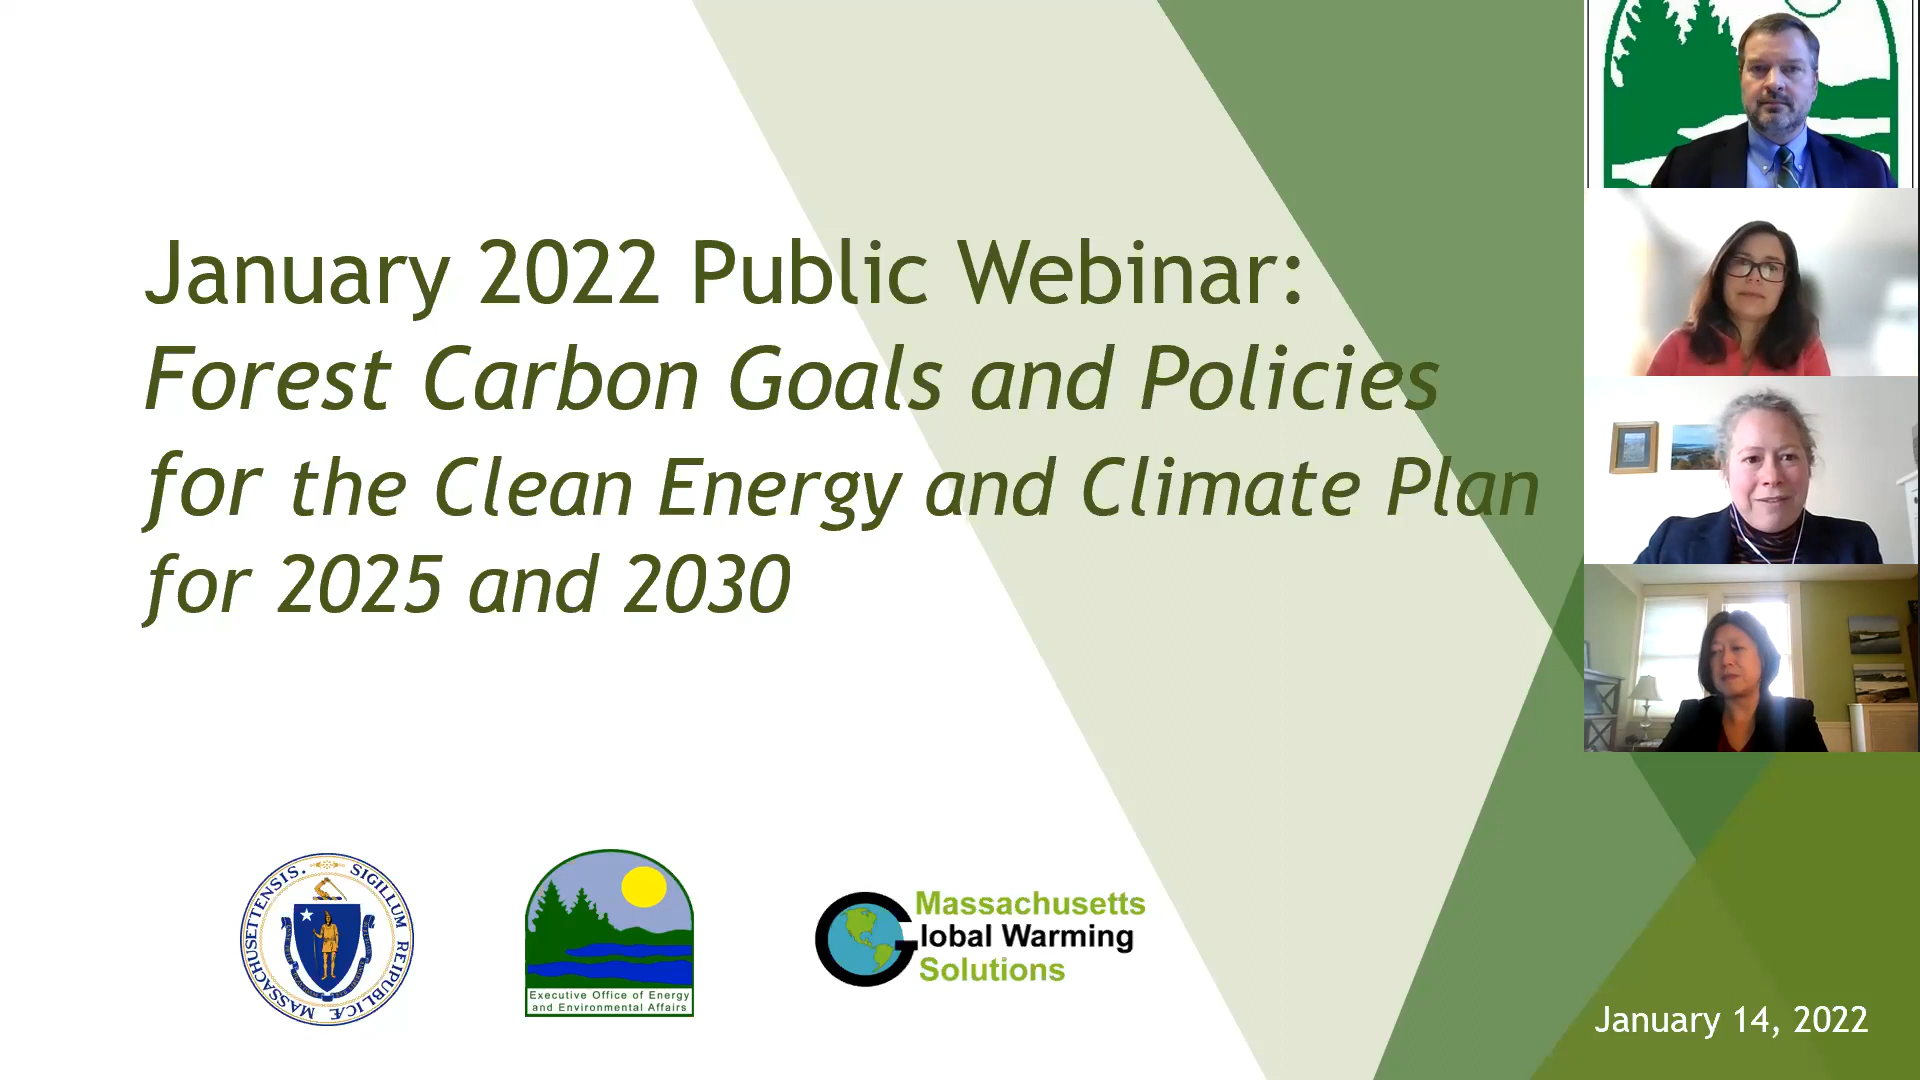 January 2022 Public Webinar:
Forest Carbon Goals and Policies
for the Clean Energy and Climate Plan
for 2025 and 2030
MASSACHUSETTENSIS. SIGILLUM REIPUBLICÆ
Executive Office of Energy
and Environmental Affairs
Massachusetts
Global Warming
Solutions
January 14, 2022